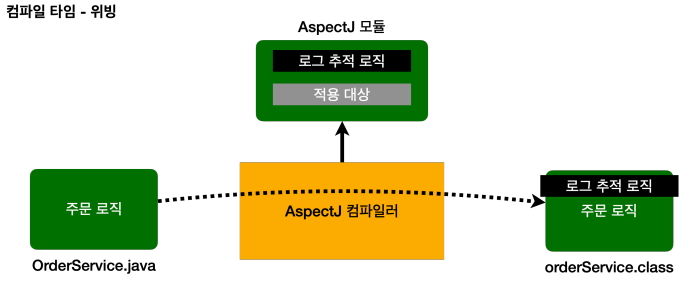 컴파일 타임 - 위빙
AspectJ 모듈
로그 추적 로직
적용 대상
주문 로직
OrderService.java
AspectJ 컴파일러
로그 추적 로직
주문 로직
orderService.class